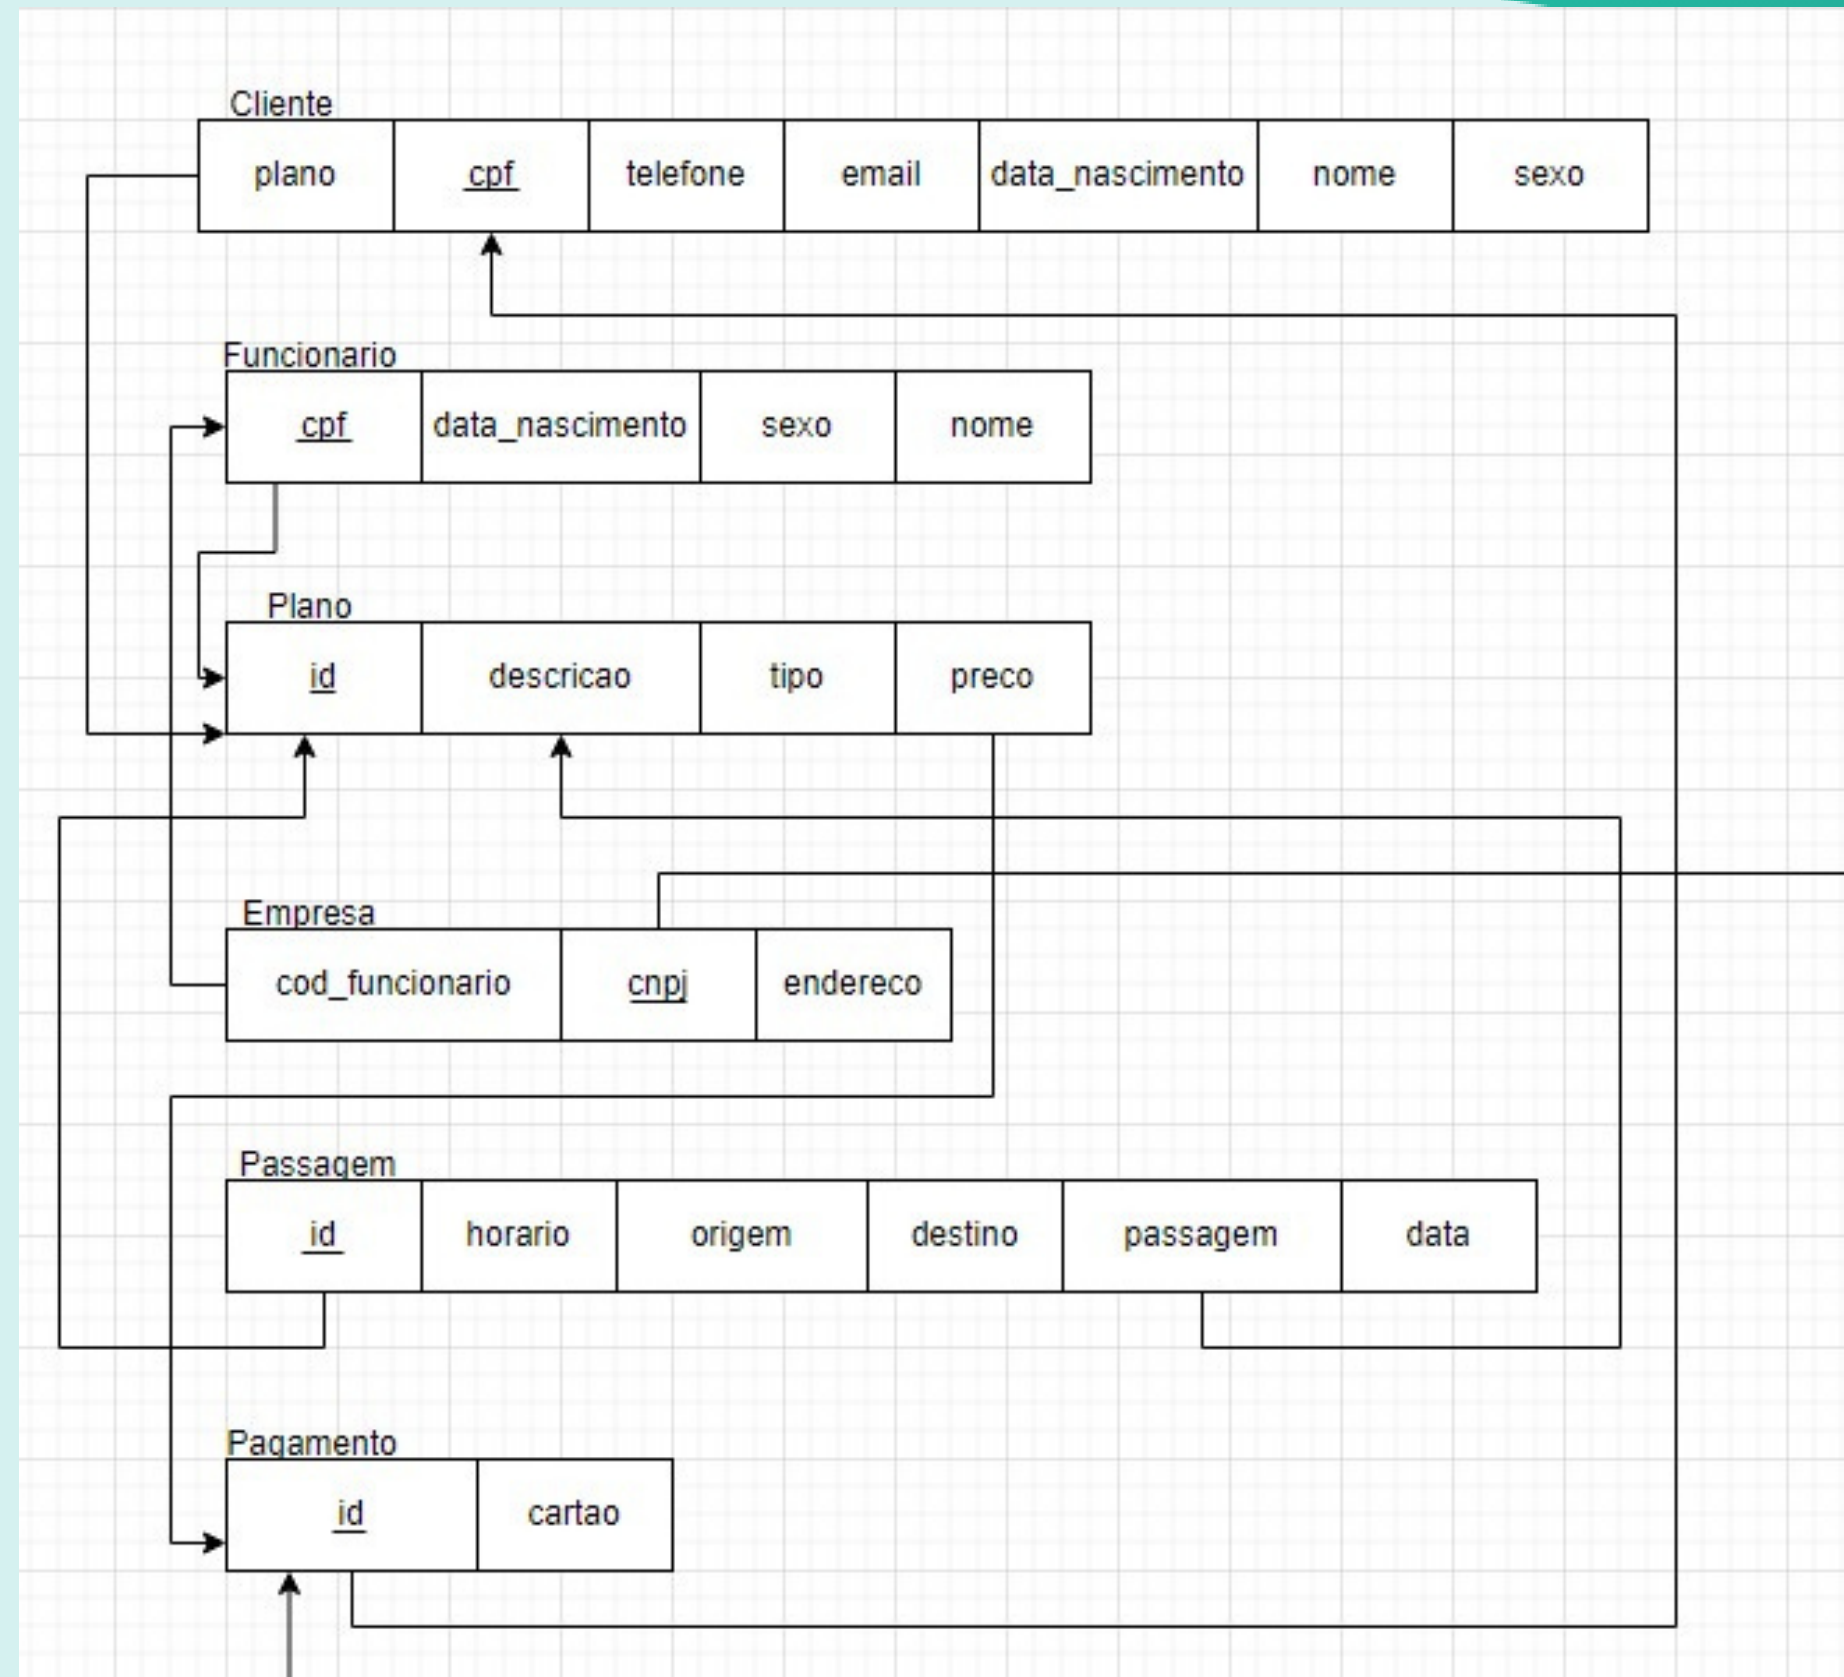 Cliente
plano cpf telefone email data_nascimento nome sexo
Funcionario
cpf data_nascimento sexo nome
Plano
id descricao tipo preco
Empresa
cod_funcionario cnpj endereco
Passagem
id horario origem destino passagem data
Pagamento
id cartao